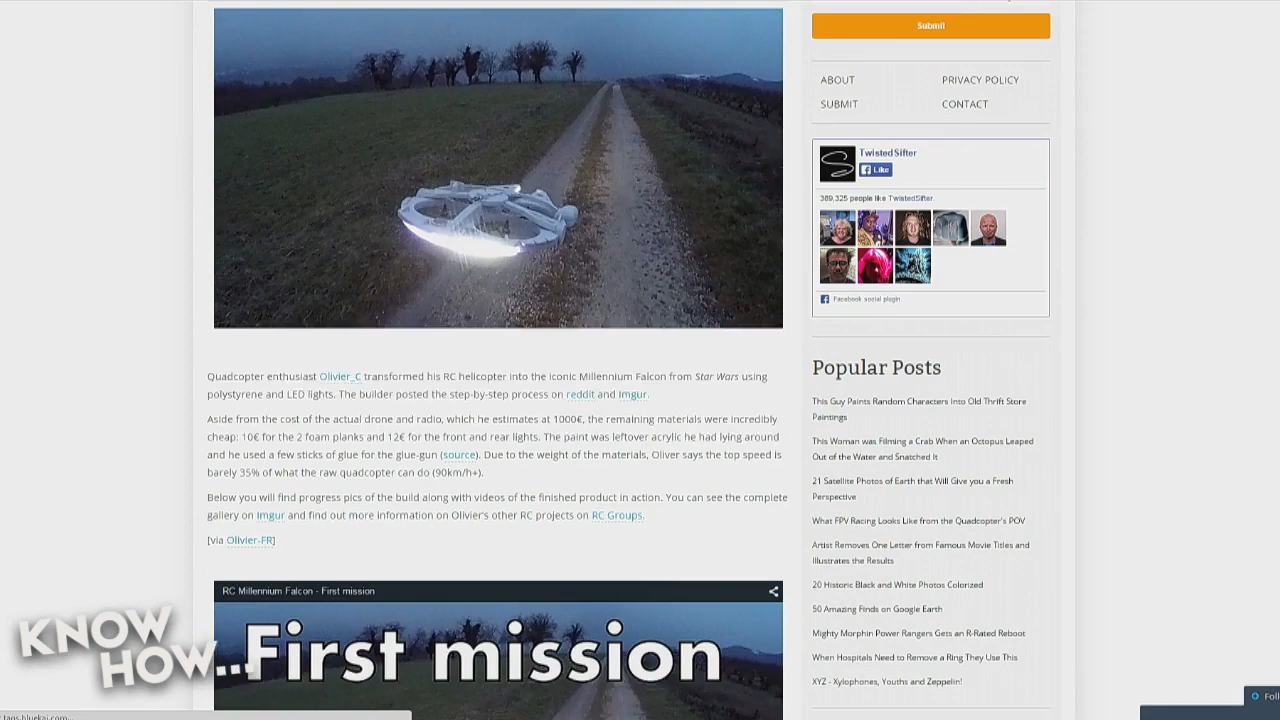 Submit
ABOUT
PRIVACY POLICY
SUBMIT
CONTACT
TwistedSifter
Like
389,325 people like TwistedSifter.
Facebook social plugin
Quadcopter enthusiast Olivier_C transformed his RC helicopter into the iconic Millennium Falcon from Star Wars using
polystyrene and LED lights. The builder posted the step-by-step process on reddit and Imgur.
Aside from the cost of the actual drone and radio, which he estimates at 1000€, the remaining materials were incredibly
cheap: 10€ for the 2 foam planks and 12€ for the front and rear lights. The paint was leftover acrylic he had lying around
and he used a few sticks of glue for the glue-gun (source). Due to the weight of the materials, Oliver says the top speed is
barely 35% of what the raw quadcopter can do (90km/h+).
Below you will find progress pics of the build along with videos of the finished product in action. You can see the complete
gallery on Imgur and find out more information on Olivier's other RC projects on RC Groups.
[via Olivier-FR]
RC Millennium Falcon - First mission
First mission
KNOW
HOW...
Popular Posts
This Guy Paints Random Characters Into Old Thrift Store
Paintings
This Woman was Filming a Crab When an Octopus Leaped
Out of the Water and Snatched It
21 Satellite Photos of Earth that Will Give you a Fresh
Perspective
What FPV Racing Looks Like from the Quadcopter's POV
Artist Removes One Letter from Famous Movie Titles and
Illustrates the Results
20 Historic Black and White Photos Colorized
50 Amazing Finds on Google Earth
Mighty Morphin Power Rangers Gets an R-Rated Reboot
When Hospitals Need to Remove a Ring They Use This
XYZ - Xylophones, Youths and Zeppelin!
Foll
tags.bluekai.com...